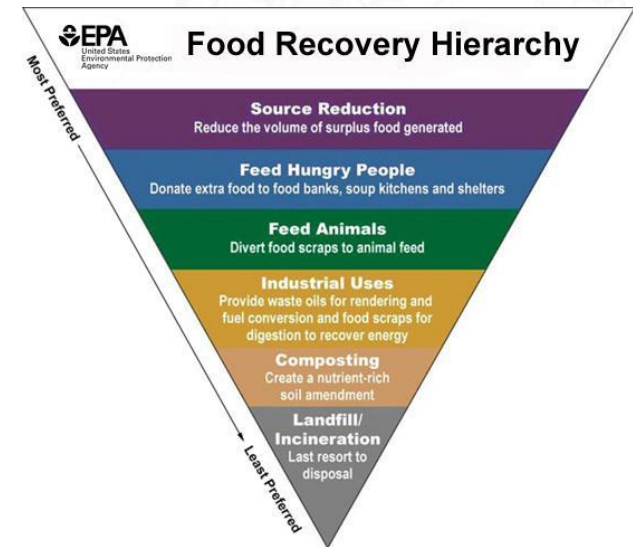 EPA
United States
Environmental Protection
Agency
Food Recovery Hierarchy
Most Preferred
Source Reduction
Reduce the volume of surplus food generated
Feed Hungry People
Donate extra food to food banks, soup kitchens and shelters
Feed Animals
Divert food scraps to animal feed
Industrial Uses
Provide waste oils for rendering and
fuel conversion and food scraps for
digestion to recover energy
Composting
Create a nutrient-rich
soil amendment
Landfill/
Incineration
Last resort to
disposal
Least Preferred